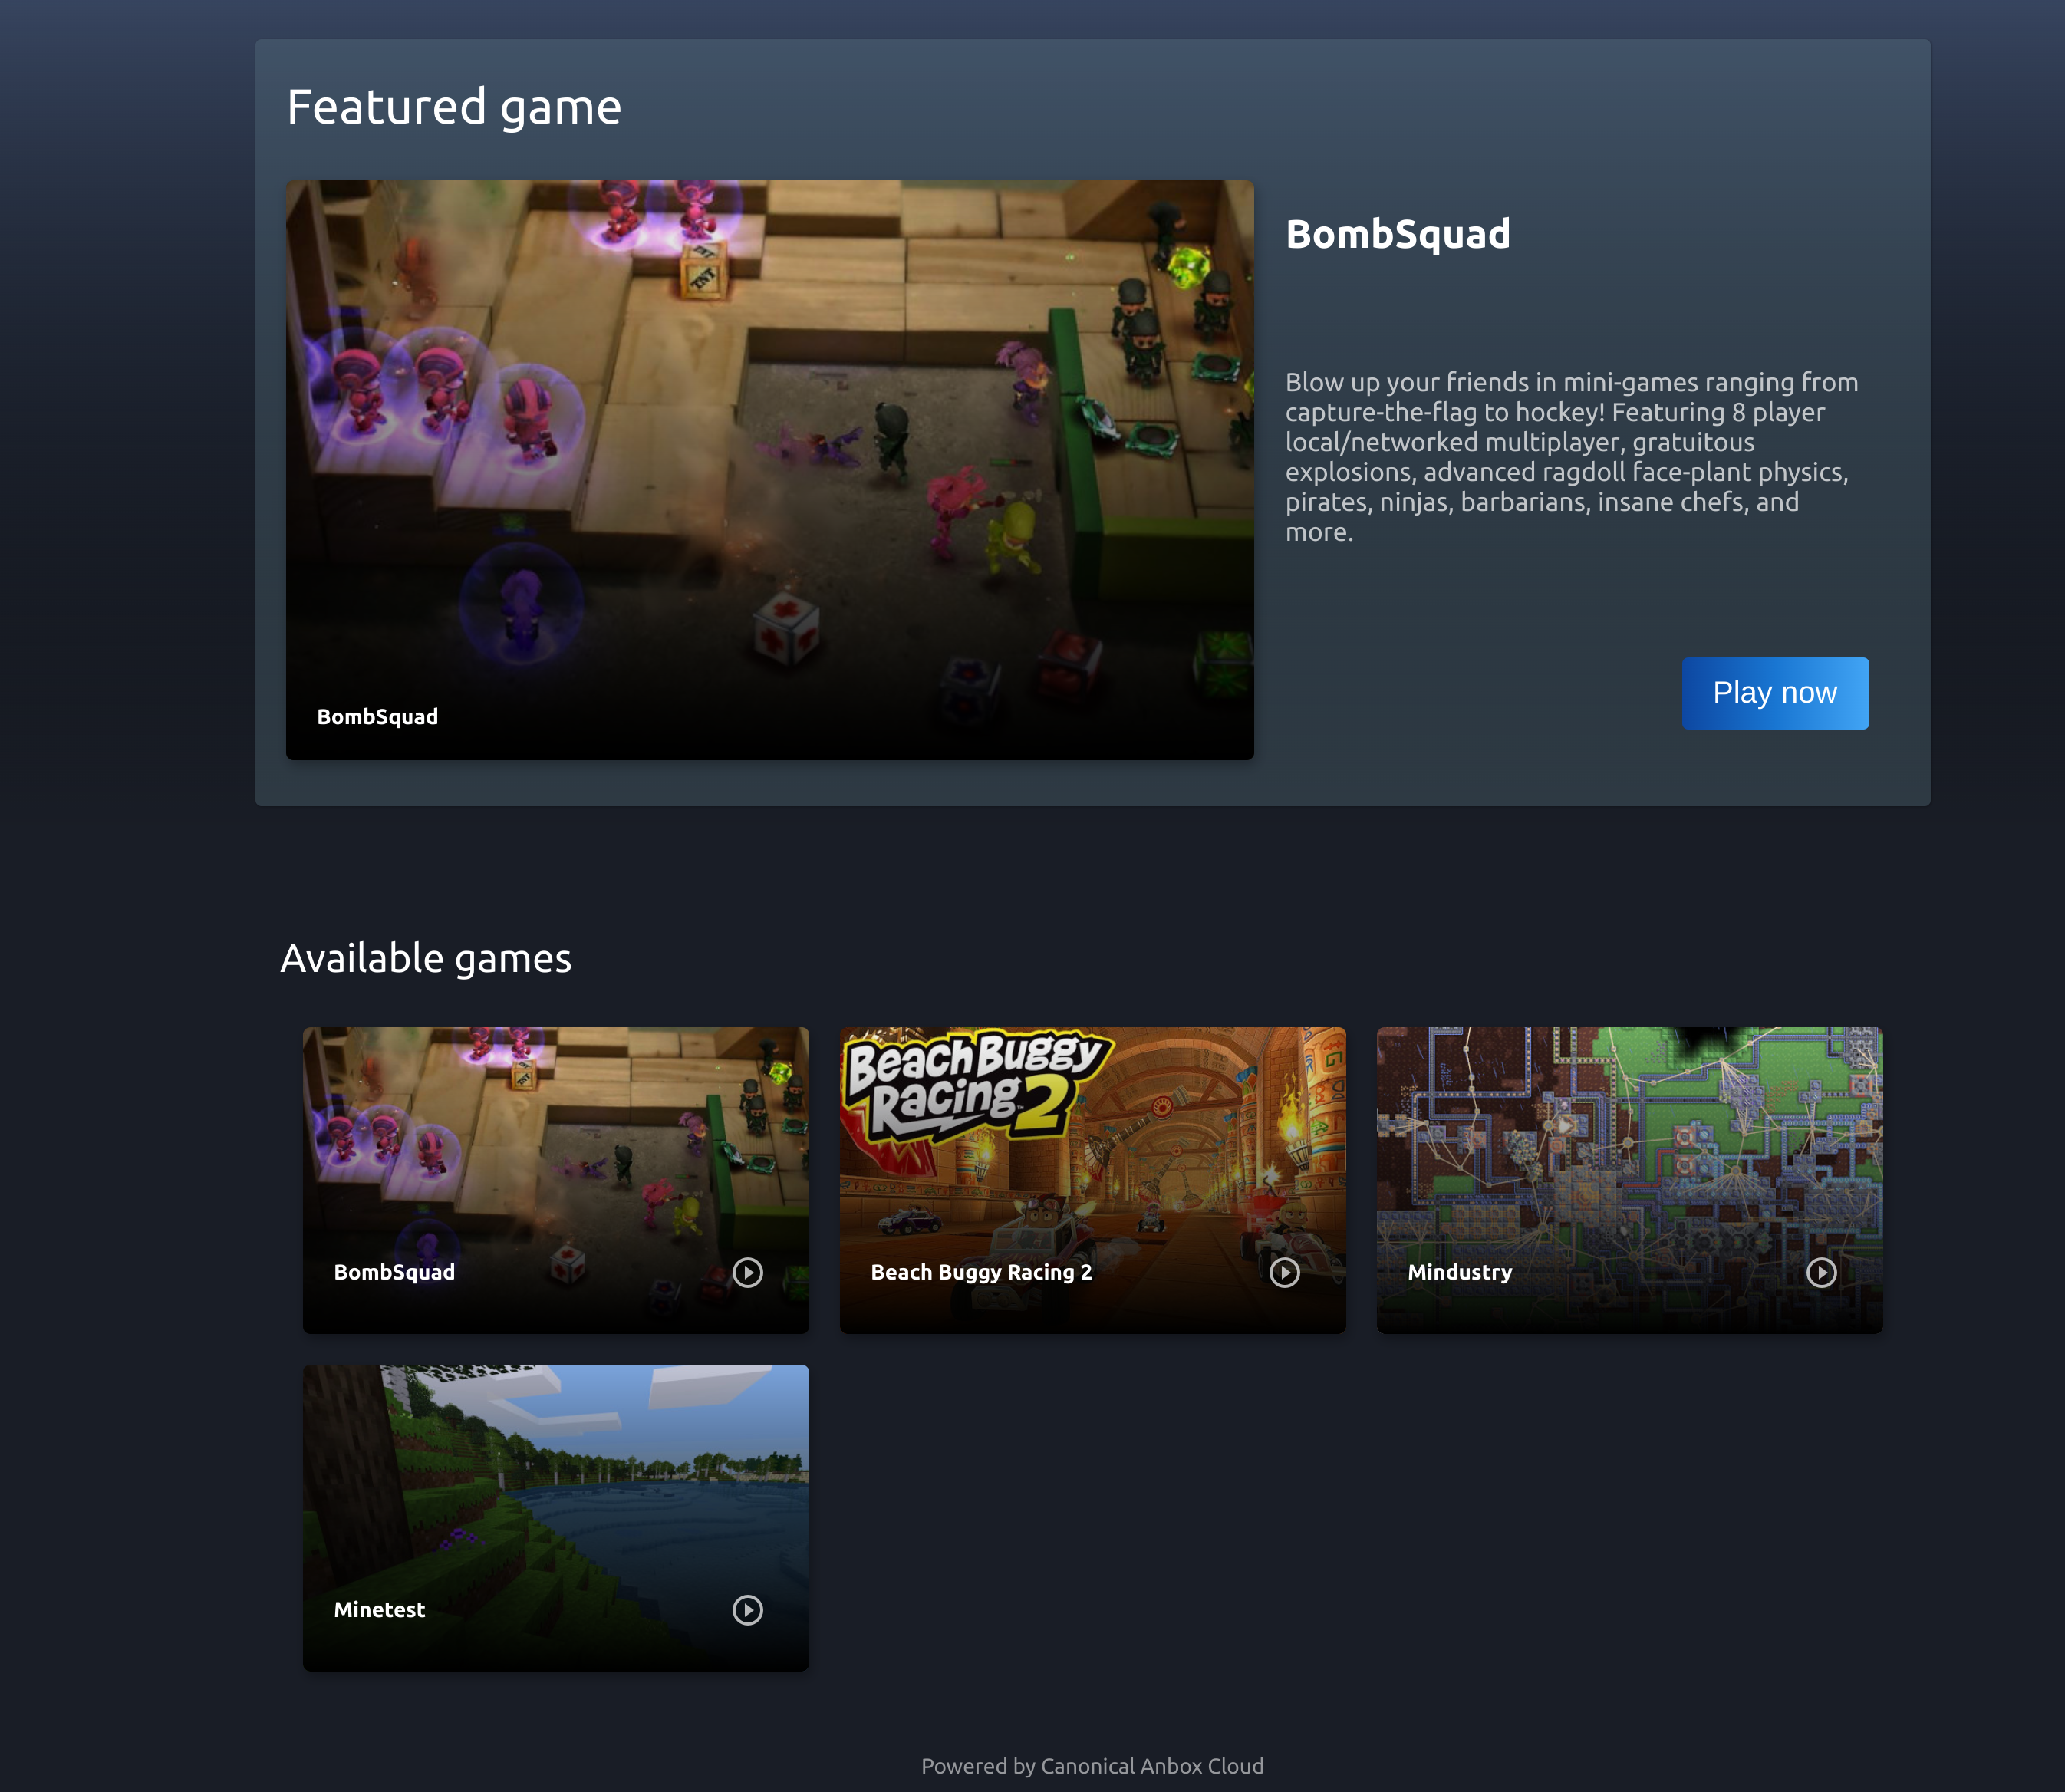 Featured game
TNT
BombSquad
BombSquad
Blow up your friends in mini-games ranging from
capture-the-flag to hockey! Featuring 8 player
local/networked multiplayer, gratuitous
explosions, advanced ragdoll face-plant physics,
pirates, ninjas, barbarians, insane chefs, and
more.
Play now
Available games
BombSquad
Beach Buggy
Racing 2
Beach Buggy Racing 2
Mindustry
Minetest
Powered by Canonical Anbox Cloud